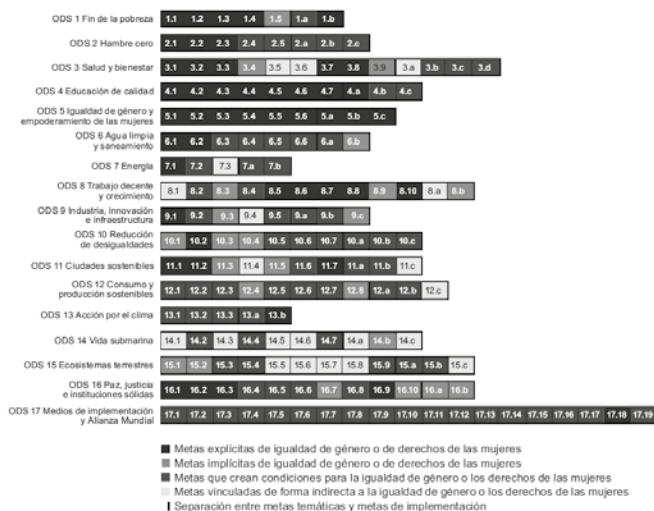 ODS 1 Fin de la pobreza 1.1 1.2 1.3 1.4 1.5 1.a 1.b
ODS 2 Hambre cero 2.1 2.2 2.3 2.4 2.5 2.a 2.b 2.c
ODS 3 Salud y bienestar 3.1 3.2 3.3 3.4 3.5 3.6 3.7 3.8 3.9 3.a 3.b 3.c 3.d
ODS 4 Educación de calidad 4.1 4.2 4.3 4.4 4.5 4.6 4.7 4.a 4.b 4.c
ODS 5 Igualdad de género y
empoderamiento de las mujeres 5.1 5.2 5.3 5.4 5.5 5.6 5.a 5.b 5.c
ODS 6 Agua limpia
y saneamiento 6.1 6.2 6.3 6.4 6.5 6.6 6.a 6.b
ODS 7 Energía 7.1 7.2 7.3 7.a 7.b
ODS 8 Trabajo decente
y crecimiento 8.1 8.2 8.3 8.4 8.5 8.6 8.7 8.8 8.9 8.10 8.a 8.b
ODS 9 Industria, innovación
e infraestructura 9.1 9.2 9.3 9.4 9.5 9.a 9.b 9.c
ODS 10 Reducción
de desigualdades 10.1 10.2 10.3 10.4 10.5 10.6 10.7 10.a 10.b 10.c
ODS 11 Ciudades sostenibles 11.1 11.2 11.3 11.4 11.5 11.6 11.7 11.a 11.b 11.c
ODS 12 Consumo y
producción sostenibles 12.1 12.2 12.3 12.4 12.5 12.6 12.7 12.8 12.a 12.b 12.c
ODS 13 Acción por el clima 13.1 13.2 13.3 13.a 13.b
ODS 14 Vida submarina 14.1 14.2 14.3 14.4 14.5 14.6 14.7 14.a 14.b 14.c
ODS 15 Ecosistemas terrestres 15.1 15.2 15.3 15.4 15.5 15.6 15.7 15.8 15.9 15.a 15.b 15.c
ODS 16 Paz, justicia
e instituciones sólidas 16.1 16.2 16.3 16.4 16.5 16.6 16.7 16.8 16.9 16.10 16.a 16.b
ODS 17 Medios de implementación
y Alianza Mundial 17.1 17.2 17.3 17.4 17.5 17.6 17.7 17.8 17.9 17.10 17.11 17.12 17.13 17.14 17.15 17.16 17.17 17.18 17.19
Metas explícitas de igualdad de género o de derechos de las mujeres
Metas implícitas de igualdad de género o de derechos de las mujeres
Metas que crean condiciones para la igualdad de género o los derechos de las mujeres
Metas vinculadas de forma indirecta a la igualdad de género o los derechos de las mujeres
Separación entre metas temáticas y metas de implementación